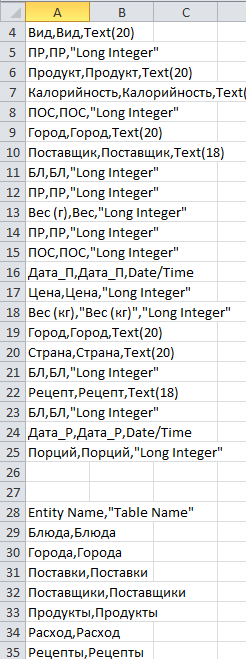 A B C
4 Вид,Вид,Text(20)
5 ПР,ПР,"Long Integer"
6 Продукт,Продукт,Text(20)
7 Калорийность,Калорийность,Text(
8 ПОС,ПОС,"Long Integer"
9 Город,Город,Text(20)
10 Поставщик,Поставщик,Text(18)
11 БЛ,БЛ,"Long Integer"
12 ПР,ПР,"Long Integer"
13 Вес (г),Вес,"Long Integer"
14 ПР,ПР,"Long Integer"
15 ПОС,ПОС,"Long Integer"
16 Дата_П,Дата_П,Date/Time
17 Цена,Цена,"Long Integer"
18 Вес (кг),"Вес (кг)","Long Integer"
19 Город,Город,Text(20)
20 Страна,Страна,Text(20)
21 БЛ,БЛ,"Long Integer"
22 Рецепт,Рецепт,Text(18)
23 БЛ,БЛ,"Long Integer"
24 Дата_Р,Дата_Р,Date/Time
25 Порций,Порций,"Long Integer"
26
27
28 Entity Name,"Table Name"
29 Блюда,Блюда
30 Города,Города
31 Поставки,Поставки
32 Поставщики,Поставщики
33 Продукты,Продукты
34 Расход,Расход
35 Рецепты,Рецепты